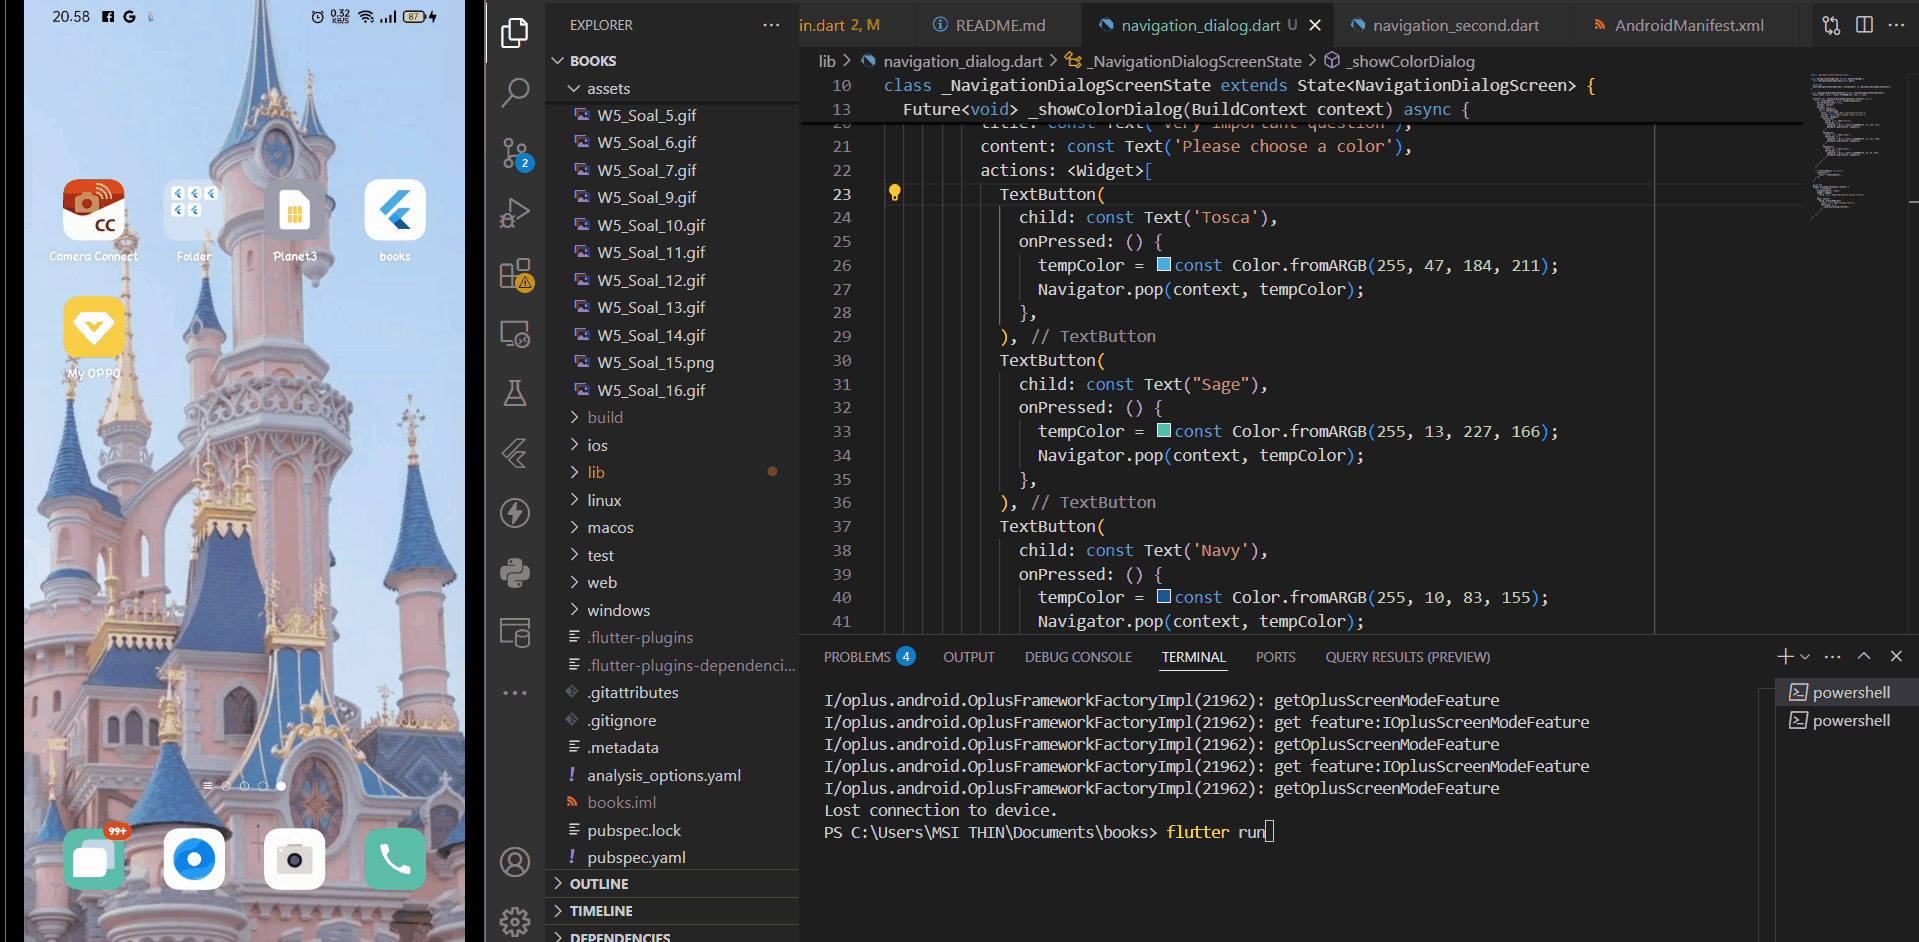 20.58
0.32
KB/S
87
CC
Camera Connect
Folder
Planet3
books
My OPPO
99+
EXPLORER
BOOKS
assets
W5_Soal_5.gif
W5_Soal_6.gif
W5_Soal_7.gif
W5_Soal_9.gif
W5_Soal_10.gif
W5_Soal_11.gif
W5_Soal_12.gif
W5_Soal_13.gif
W5_Soal_14.gif
W5_Soal_15.png
W5_Soal_16.gif
build
ios
lib
linux
macos
test
web
windows
.flutter-plugins
.flutter-plugins-dependenci...
.gitattributes
.gitignore
.metadata
analysis_options.yaml
books.iml
pubspec.lock
pubspec.yaml
OUTLINE
TIMELINE
DEPENDENCIES
2
in.dart 2, M
README.md
navigation_dialog.dart U
navigation_second.dart
AndroidManifest.xml
lib > navigation_dialog.dart > _NavigationDialogScreenState > _showColorDialog
10 class _NavigationDialogScreenState extends State<NavigationDialogScreen> {
13 Future<void> _showColorDialog(BuildContext context) async {
20 title: const Text('Very important question'),
21 content: const Text('Please choose a color'),
22 actions: <Widget>[
23 TextButton(
24 child: const Text('Tosca'),
25 onPressed: () {
26 tempColor = const Color.fromARGB(255, 47, 184, 211);
27 Navigator.pop(context, tempColor);
28 },
29 ), // TextButton
30 TextButton(
31 child: const Text("Sage"),
32 onPressed: () {
33 tempColor = const Color.fromARGB(255, 13, 227, 166);
34 Navigator.pop(context, tempColor);
35 },
36 ), // TextButton
37 TextButton(
38 child: const Text('Navy'),
39 onPressed: () {
40 tempColor = const Color.fromARGB(255, 10, 83, 155);
41 Navigator.pop(context, tempColor);
PROBLEMS 4 OUTPUT DEBUG CONSOLE TERMINAL PORTS QUERY RESULTS (PREVIEW)
I/oplus.android.OplusFrameworkFactoryImpl(21962): getOplusScreenModeFeature
I/oplus.android.OplusFrameworkFactoryImpl(21962): get feature:IOplusScreenModeFeature
I/oplus.android.OplusFrameworkFactoryImpl(21962): getOplusScreenModeFeature
I/oplus.android.OplusFrameworkFactoryImpl(21962): get feature:IOplusScreenModeFeature
I/oplus.android.OplusFrameworkFactoryImpl(21962): getOplusScreenModeFeature
Lost connection to device.
PS C:\Users\MSI THIN\Documents\books> flutter run
powershell
powershell